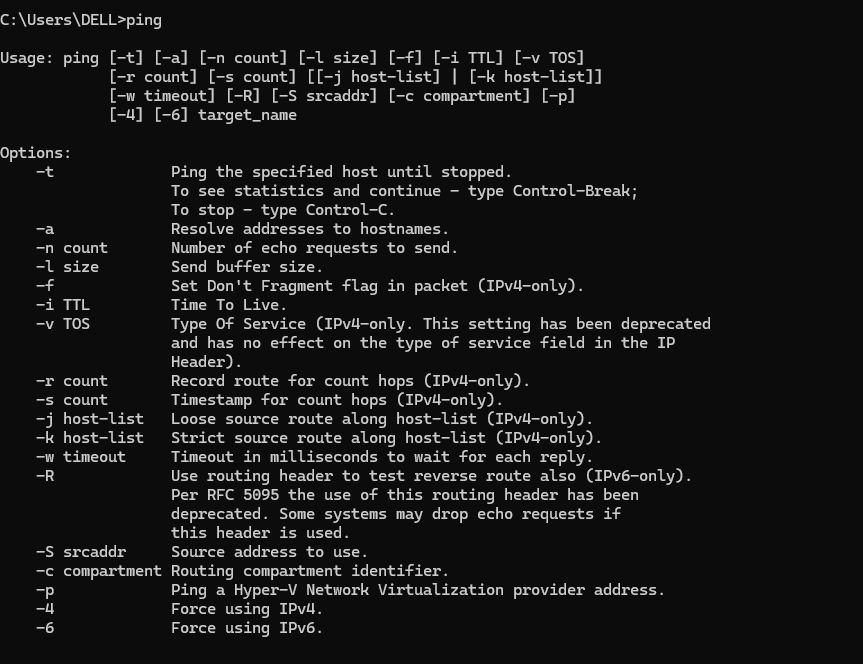 C:\Users\DELL>ping
Usage: ping [-t] [-a] [-n count] [-l size] [-f] [-i TTL] [-v TOS]
            [-r count] [-s count] [[-j host-list] | [-k host-list]]
            [-w timeout] [-R] [-S srcaddr] [-c compartment] [-p]
            [-4] [-6] target_name
Options:
    -t             Ping the specified host until stopped.
                   To see statistics and continue - type Control-Break;
                   To stop - type Control-C.
    -a             Resolve addresses to hostnames.
    -n count       Number of echo requests to send.
    -l size        Send buffer size.
    -f             Set Don't Fragment flag in packet (IPv4-only).
    -i TTL         Time To Live.
    -v TOS         Type Of Service (IPv4-only. This setting has been deprecated
                   and has no effect on the type of service field in the IP
                   Header).
    -r count       Record route for count hops (IPv4-only).
    -s count       Timestamp for count hops (IPv4-only).
    -j host-list   Loose source route along host-list (IPv4-only).
    -k host-list   Strict source route along host-list (IPv4-only).
    -w timeout     Timeout in milliseconds to wait for each reply.
    -R             Use routing header to test reverse route also (IPv6-only).
                   Per RFC 5095 the use of this routing header has been
                   deprecated. Some systems may drop echo requests if
                   this header is used.
    -S srcaddr     Source address to use.
    -c compartment Routing compartment identifier.
    -p             Ping a Hyper-V Network Virtualization provider address.
    -4             Force using IPv4.
    -6             Force using IPv6.